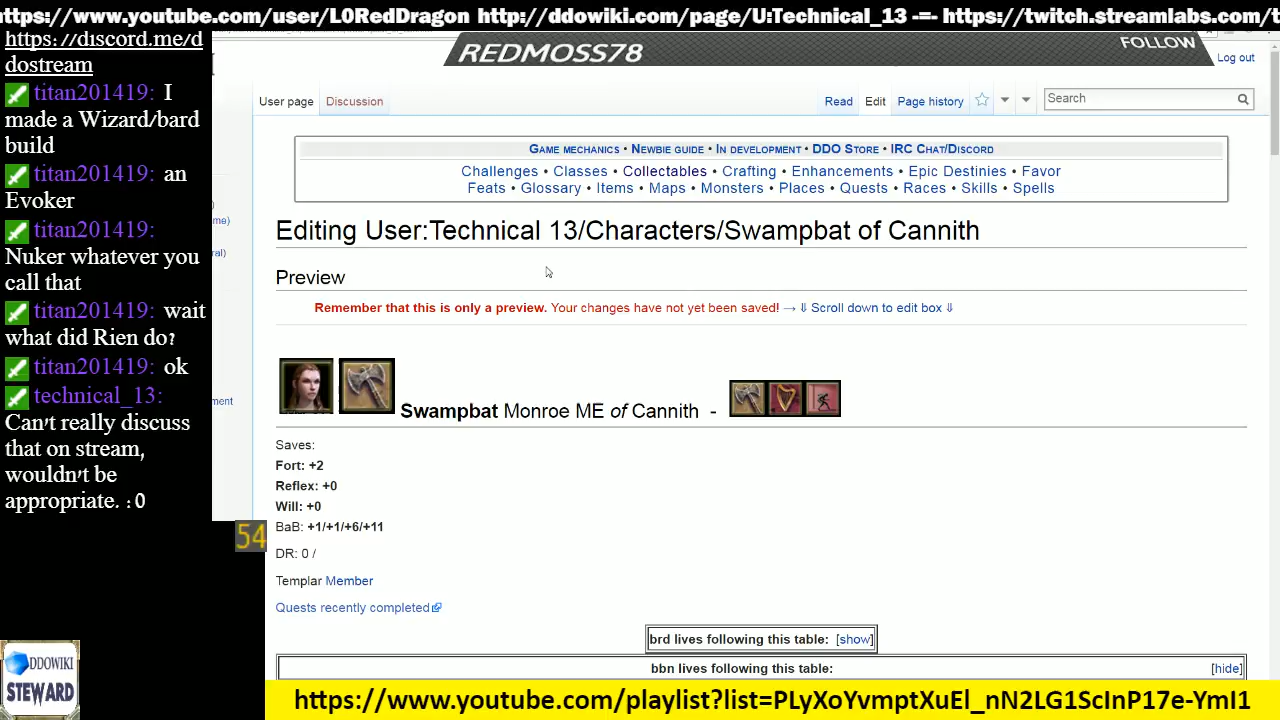 https://www.youtube.com/user/L0RedDragon http://ddowiki.com/page/U:Technical_13 -=- https://twitch.streamlabs.com/t
https://discord.me/d
dostream
titan201419: I
made a Wizard/bard
build
titan201419: an
Evoker
titan201419:
Nuker whatever you
call that
titan201419: wait
what did Rien do?
titan201419: ok
technical_13:
Can't really discuss
that on stream,
wouldn't be
appropriate. :0
54
DDOWIKI
STEWARD
REDMOSS78
FOLLOW
Log out
User page Discussion Read Edit Page history Search
GAME MECHANICS • NEWBIE GUIDE • IN DEVELOPMENT • DDO STORE • IRC CHAT/DISCORD
Challenges • Classes • Collectables • Crafting • Enhancements • Epic Destinies • Favor
Feats • Glossary • Items • Maps • Monsters • Places • Quests • Races • Skills • Spells
me)
ral)
ment
Editing User:Technical 13/Characters/Swampbat of Cannith
Preview
Remember that this is only a preview. Your changes have not yet been saved! → ⇓ Scroll down to edit box ⇓
Swampbat Monroe ME of Cannith -
Saves:
Fort: +2
Reflex: +0
Will: +0
BaB: +1/+1/+6/+11
DR: 0 /
Templar Member
Quests recently completed
brd lives following this table: [show]
bbn lives following this table: [hide]
https://www.youtube.com/playlist?list=PLyXoYvmptXuEl_nN2LG1ScInP17e-YmI1